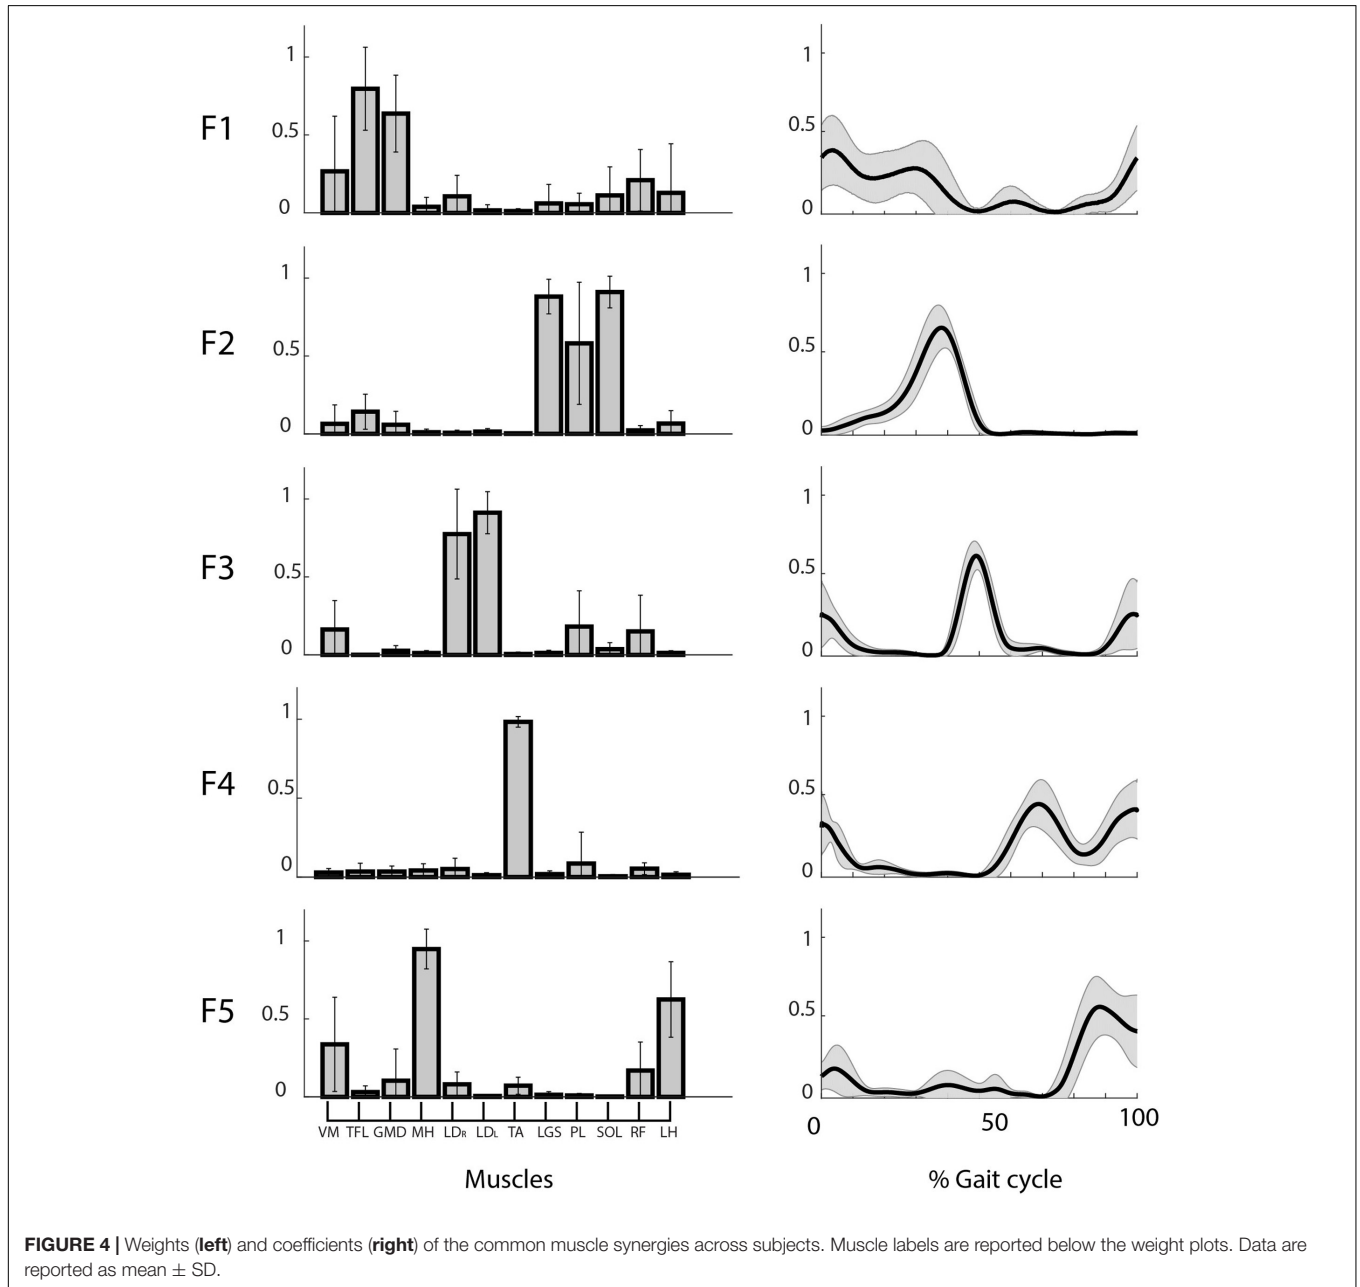 F1
1
0.5
0
1
0.5
0
F2
1
0.5
0
1
0.5
0
F3
1
0.5
0
1
0.5
0
F4
1
0.5
0
1
0.5
0
F5
1
0.5
0
1
0.5
0
VM TFL GMD MH LDR LDL TA LGS PL SOL RF LH
0 50 100
Muscles
% Gait cycle
FIGURE 4 | Weights (left) and coefficients (right) of the common muscle synergies across subjects. Muscle labels are reported below the weight plots. Data are
reported as mean ± SD.